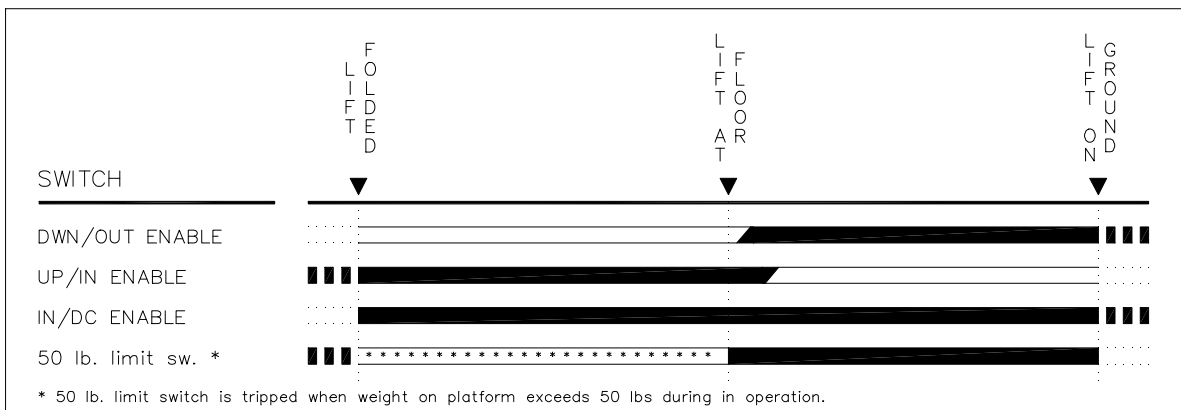 LIFT
FOLDED
LIFT AT
FLOOR
LIFT ON
GROUND
SWITCH
DWN/OUT ENABLE
UP/IN ENABLE
IN/DC ENABLE
50 lb. limit sw. *
* * * * * * * * * * * * * * * * * * * * * * * * *
* 50 lb. limit switch is tripped when weight on platform exceeds 50 lbs during in operation.